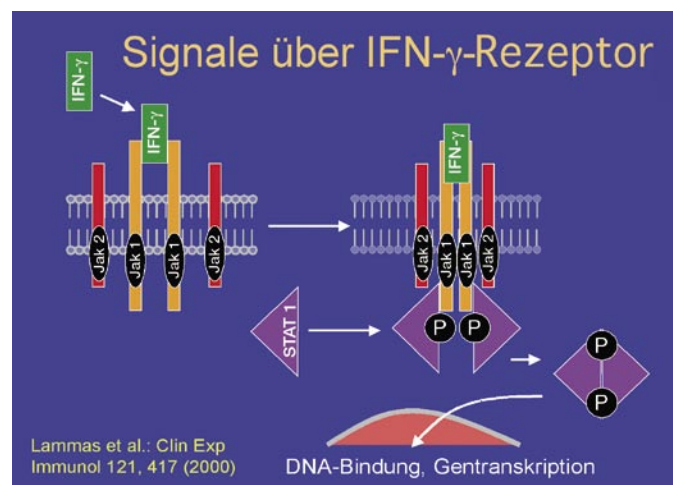 Signale über IFN-γ-Rezeptor
IFN-γ
IFN-γ
IFN-γ
Jak 2
Jak 1
Jak 1
Jak 2
Jak 2
Jak 1
Jak 1
Jak 2
STAT 1
P
P
P
P
Lammas et al.: Clin Exp
Immunol 121, 417 (2000)
DNA-Bindung, Gentranskription